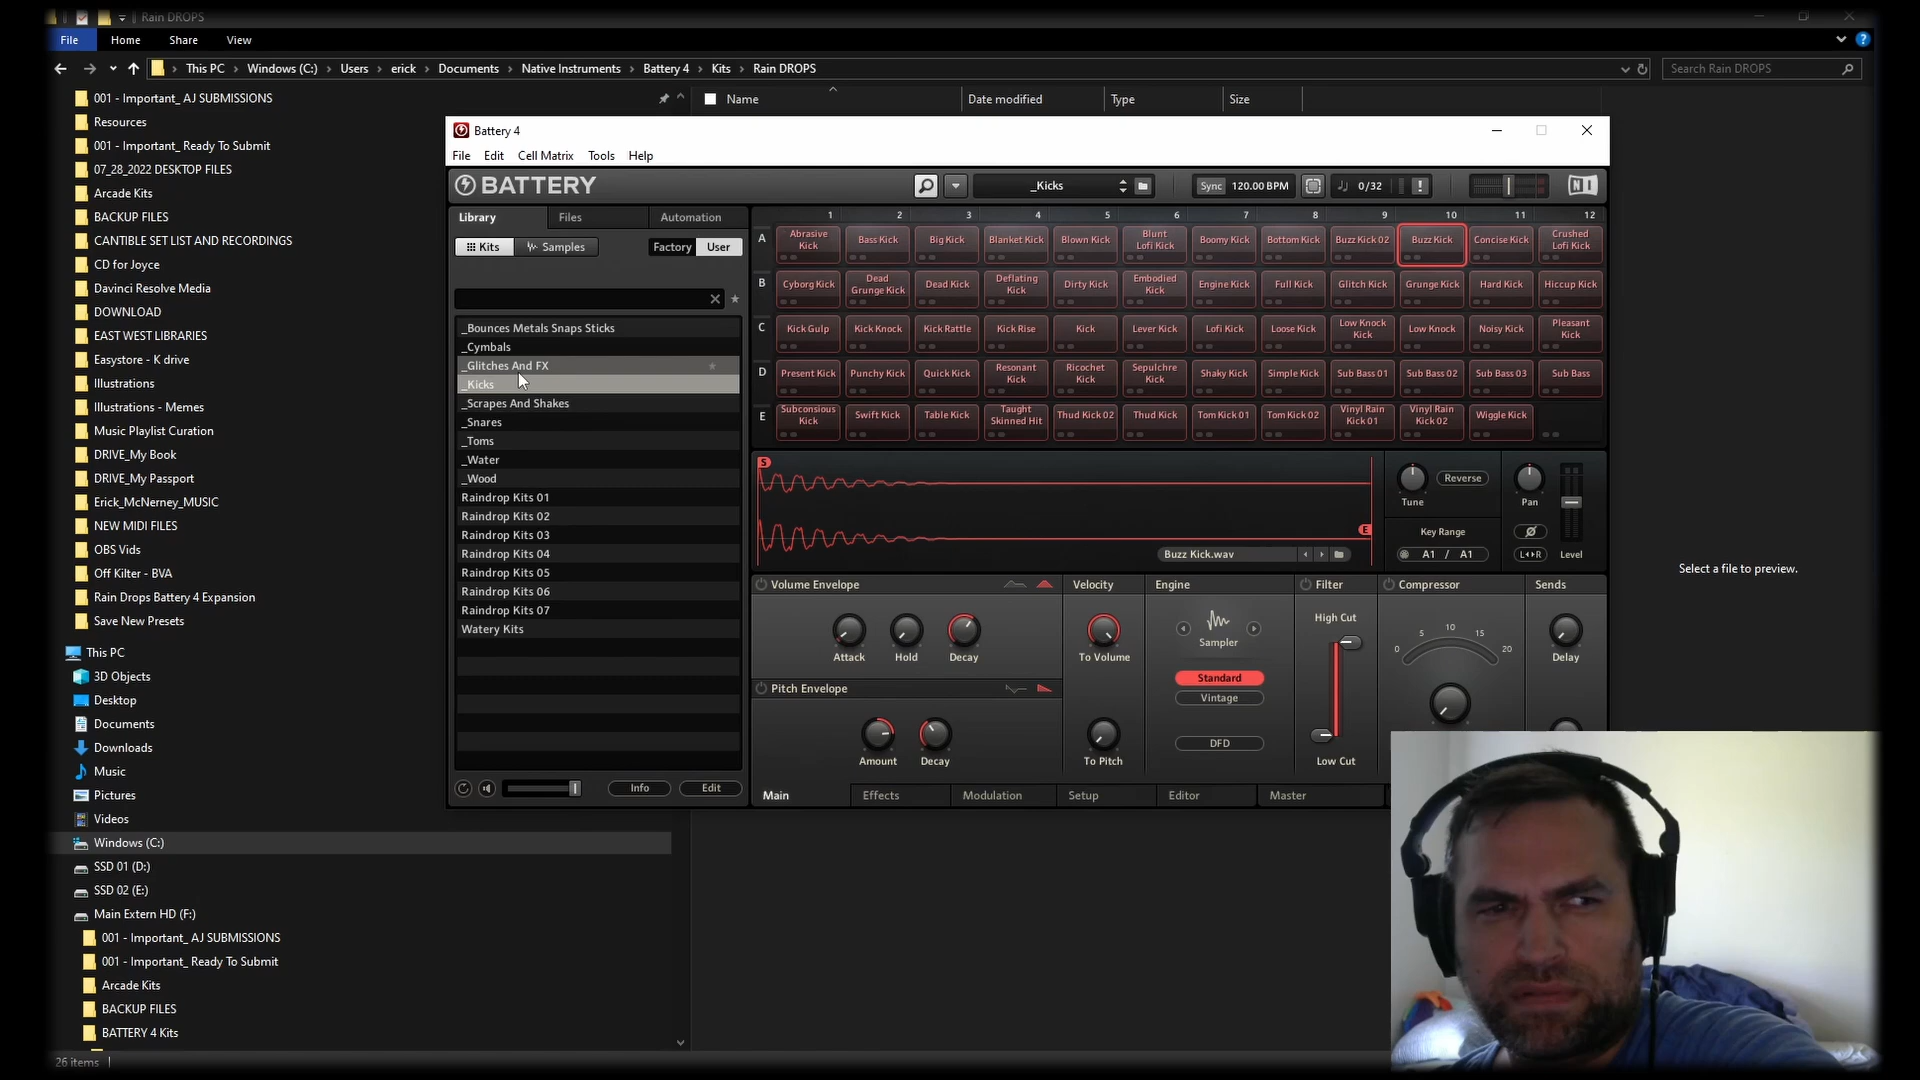 Rain DROPS
File Home Share View
This PC Windows (C:) Users erick Documents Native Instruments Battery 4 Kits Rain DROPS
Search Rain DROPS
001 - Important_ AJ SUBMISSIONS
Resources
001 - Important_ Ready To Submit
07_28_2022 DESKTOP FILES
Arcade Kits
BACKUP FILES
CANTIBLE SET LIST AND RECORDINGS
CD for Joyce
Davinci Resolve Media
DOWNLOAD
EAST WEST LIBRARIES
Easystore - K drive
Illustrations
Illustrations - Memes
Music Playlist Curation
DRIVE_My Book
DRIVE_My Passport
Erick_McNerney_MUSIC
NEW MIDI FILES
OBS Vids
Off Kilter - BVA
Rain Drops Battery 4 Expansion
Save New Presets
This PC
3D Objects
Desktop
Documents
Downloads
Music
Pictures
Videos
Windows (C:)
SSD 01 (D:)
SSD 02 (E:)
Main Extern HD (F:)
001 - Important_ AJ SUBMISSIONS
001 - Important_ Ready To Submit
Arcade Kits
BACKUP FILES
BATTERY 4 Kits
26 items
Name Date modified Type Size
Battery 4
File Edit Cell Matrix Tools Help
BATTERY
_Kicks
Sync 120.00 BPM
0/32 !
NI
Library Files Automation
Kits Samples Factory User
_Bounces Metals Snaps Sticks
_Cymbals
_Glitches And FX
_Kicks
_Scrapes And Shakes
_Snares
_Toms
_Water
_Wood
Raindrop Kits 01
Raindrop Kits 02
Raindrop Kits 03
Raindrop Kits 04
Raindrop Kits 05
Raindrop Kits 06
Raindrop Kits 07
Watery Kits
Info Edit
1 2 3 4 5 6 7 8 9 10 11 12
A Abrasive Kick Bass Kick Big Kick Blanket Kick Blown Kick Blunt Lofi Kick Boomy Kick Bottom Kick Buzz Kick 02 Buzz Kick Concise Kick Crushed Lofi Kick
B Cyborg Kick Dead Grunge Kick Dead Kick Deflating Kick Dirty Kick Embodied Kick Engine Kick Full Kick Glitch Kick Grunge Kick Hard Kick Hiccup Kick
C Kick Gulp Kick Knock Kick Rattle Kick Rise Kick Lever Kick Lofi Kick Loose Kick Low Knock Kick Low Knock Noisy Kick Pleasant Kick
D Present Kick Punchy Kick Quick Kick Resonant Kick Ricochet Kick Sepulchre Kick Shaky Kick Simple Kick Sub Bass 01 Sub Bass 02 Sub Bass 03 Sub Bass
E Subconsious Kick Swift Kick Table Kick Taught Skinned Hit Thud Kick 02 Thud Kick Tom Kick 01 Tom Kick 02 Vinyl Rain Kick 01 Vinyl Rain Kick 02 Wiggle Kick
S
E
Buzz Kick.wav
Tune Reverse
Key Range
A1 / A1
Pan
L R
Level
Volume Envelope
Attack Hold Decay
Pitch Envelope
Amount Decay
Velocity
To Volume
To Pitch
Engine
Sampler
Standard
Vintage
DFD
Filter
High Cut
Low Cut
Compressor
0 5 10 15 20
Sends
Delay
Main Effects Modulation Setup Editor Master
Select a file to preview.